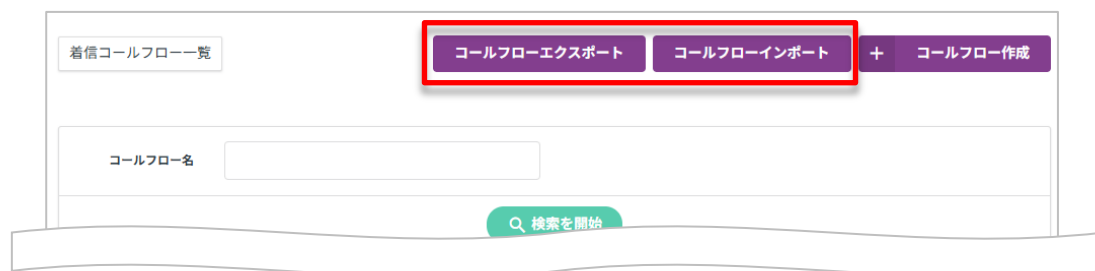 着信コールフロー一覧
コールフローエクスポート
コールフローインポート
+ コールフロー作成
コールフロー名
検索を開始